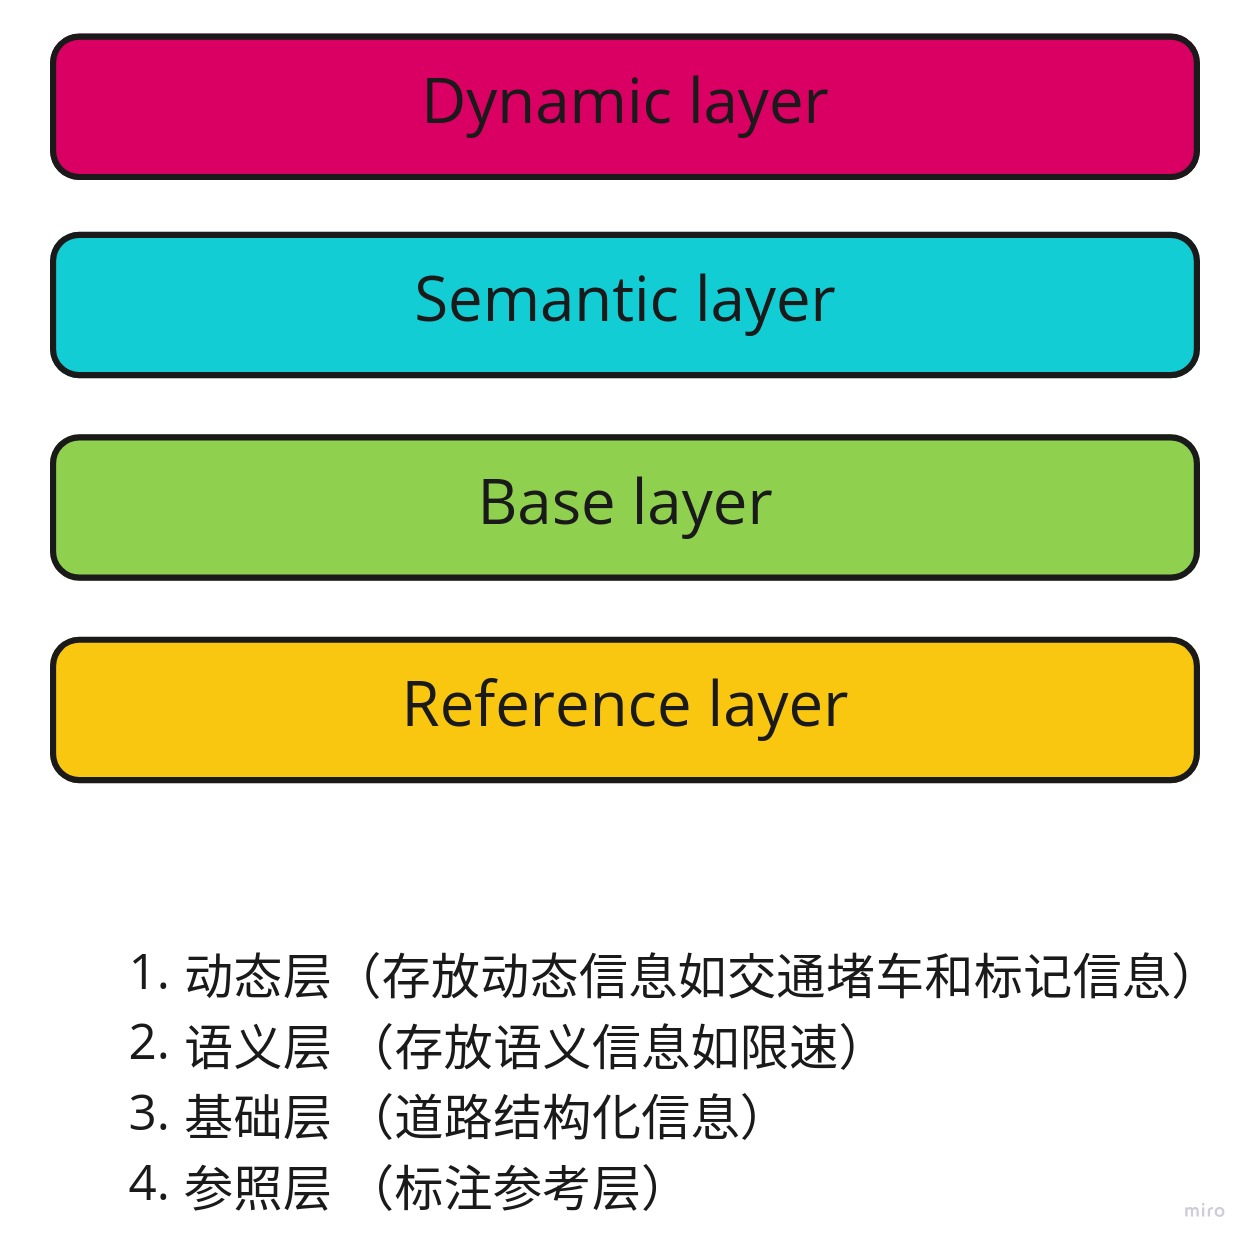 Dynamic layer
Semantic layer
Base layer
Reference layer
1. 动态层（存放动态信息如交通堵车和标记信息）
2. 语义层 （存放语义信息如限速）
3. 基础层 （道路结构化信息）
4. 参照层 （标注参考层）
miro